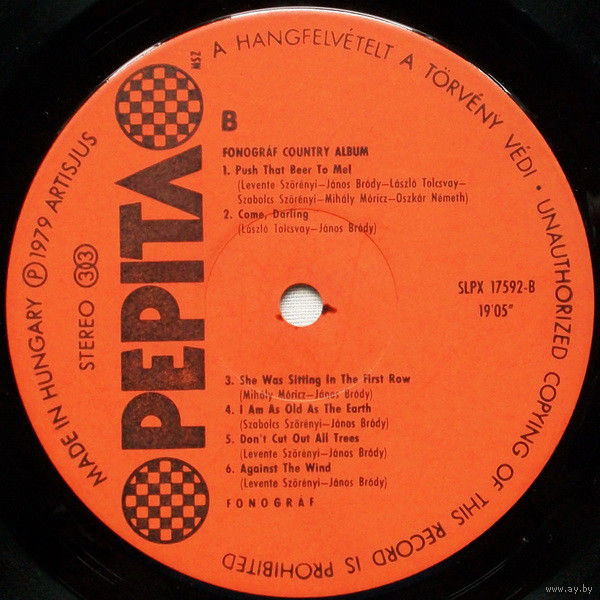 A HANGFELVÉTELT A TÖRVÉNY VÉDI • UNAUTHORIZED COPYING OF THIS RECORD IS PROHIBITED
MADE IN HUNGARY Ⓟ 1979 ARTISJUS
STEREO 33
PEPITA
MSZ
B
FONOGRÁF COUNTRY ALBUM
1. Push That Beer To Me!
(Levente Szörényi—János Bródy—László Tolcsvay—
Szabolcs Szörényi—Mihály Móricz—Oszkár Németh)
2. Come, Darling
(László Tolcsvay—János Bródy)
SLPX 17592-B
19'05"
3. She Was Sitting In The First Row
(Mihály Móricz—János Bródy)
4. I Am As Old As The Earth
(Szabolcs Szörényi—János Bródy)
5. Don't Cut Out All Trees
(Levente Szörényi—János Bródy)
6. Against The Wind
(Levente Szörényi—János Bródy)
FONOGRÁF
www.ay.by